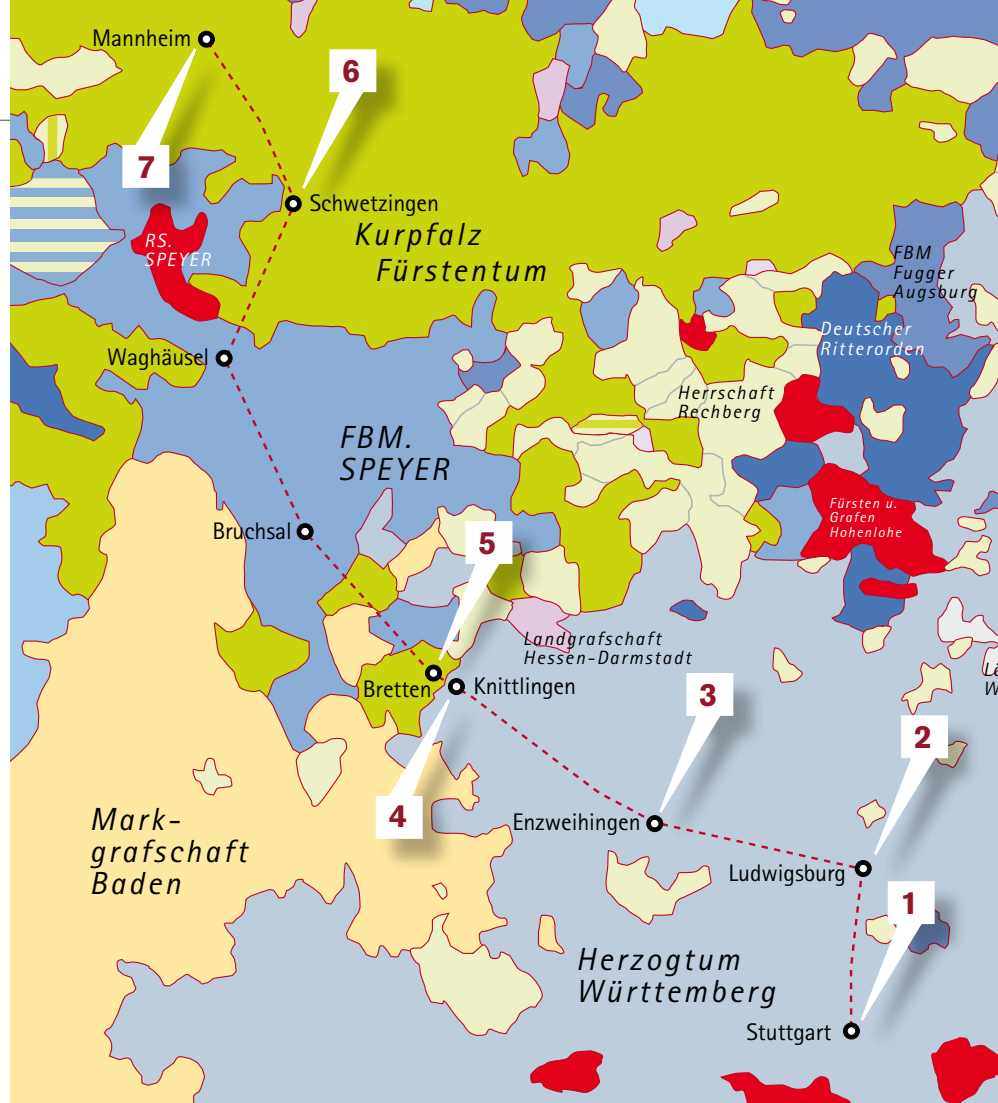 Mannheim
6
7
Schwetzingen
Kurpfalz
Fürstentum
RS.
SPEYER
FBM
Fugger
Augsburg
Deutscher
Ritterorden
Waghäusel
Herrschaft
Rechberg
FBM.
SPEYER
Fürsten u.
Grafen
Hohenlohe
Bruchsal
5
Landgrafschaft
Hessen-Darmstadt
Bretten
Knittlingen
3
2
4
Mark-
grafschaft
Baden
Enzweihingen
Ludwigsburg
1
Herzogtum
Württemberg
Stuttgart